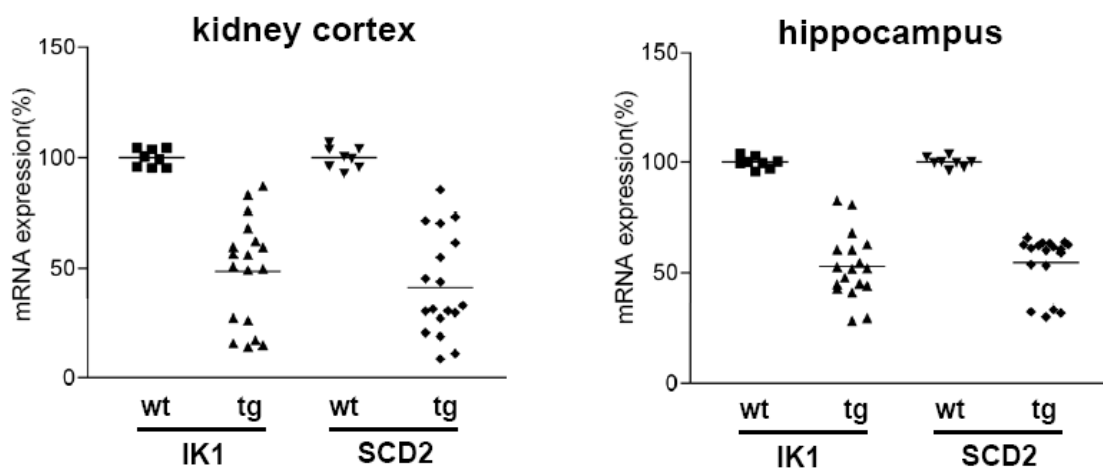 kidney cortex
150
100
50
0
mRNA expression(%)
wt
tg
wt
tg
IK1
SCD2
hippocampus
150
100
50
0
mRNA expression(%)
wt
tg
wt
tg
IK1
SCD2